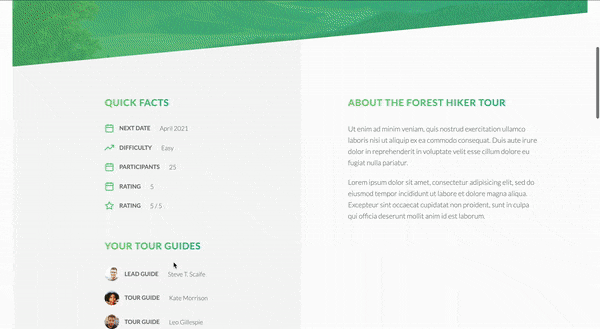 QUICK FACTS
NEXT DATE April 2021
DIFFICULTY Easy
PARTICIPANTS 25
RATING 5
RATING 5 / 5
YOUR TOUR GUIDES
LEAD GUIDE Steve T. Scaife
TOUR GUIDE Kate Morrison
TOUR GUIDE Leo Gillespie
ABOUT THE FOREST HIKER TOUR
Ut enim ad minim veniam, quis nostrud exercitation ullamco
laboris nisi ut aliquip ex ea commodo consequat. Duis aute irure
dolor in reprehenderit in voluptate velit esse cillum dolore eu
fugiat nulla pariatur.
Lorem ipsum dolor sit amet, consectetur adipisicing elit, sed do
eiusmod tempor incididunt ut labore et dolore magna aliqua.
Excepteur sint occaecat cupidatat non proident, sunt in culpa
qui officia deserunt mollit anim id est laborum.